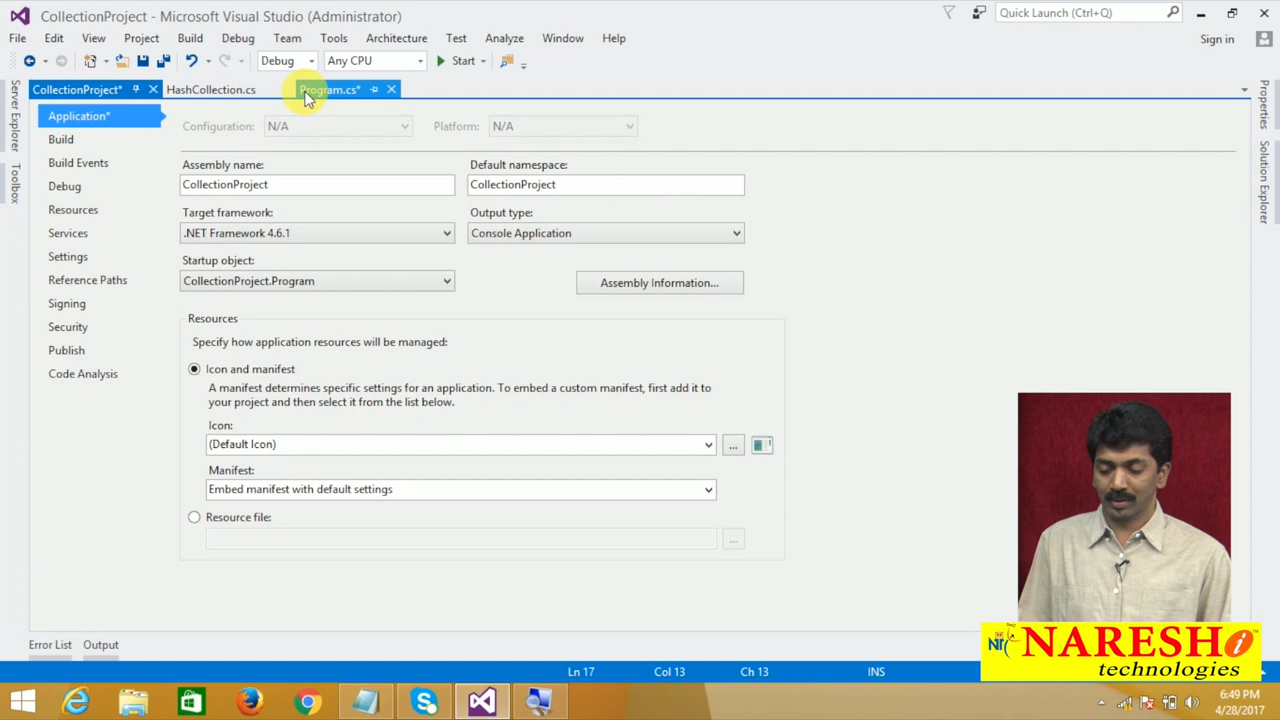 CollectionProject - Microsoft Visual Studio (Administrator)
Quick Launch (Ctrl+Q)
File Edit View Project Build Debug Team Tools Architecture Test Analyze Window Help
Sign in
Debug Any CPU Start
CollectionProject* HashCollection.cs Program.cs*
Server Explorer
Toolbox
Properties
Solution Explorer
Application*
Build
Build Events
Debug
Resources
Services
Settings
Reference Paths
Signing
Security
Publish
Code Analysis
Configuration: N/A Platform: N/A
Assembly name: Default namespace:
CollectionProject CollectionProject
Target framework: Output type:
.NET Framework 4.6.1 Console Application
Startup object:
CollectionProject.Program Assembly Information...
Resources
Specify how application resources will be managed:
Icon and manifest
A manifest determines specific settings for an application. To embed a custom manifest, first add it to
your project and then select it from the list below.
Icon:
(Default Icon) ...
Manifest:
Embed manifest with default settings
Resource file:
...
Error List Output
Ln 17 Col 13 Ch 13 INS
NT NARESH i
technologies
6:49 PM
4/28/2017